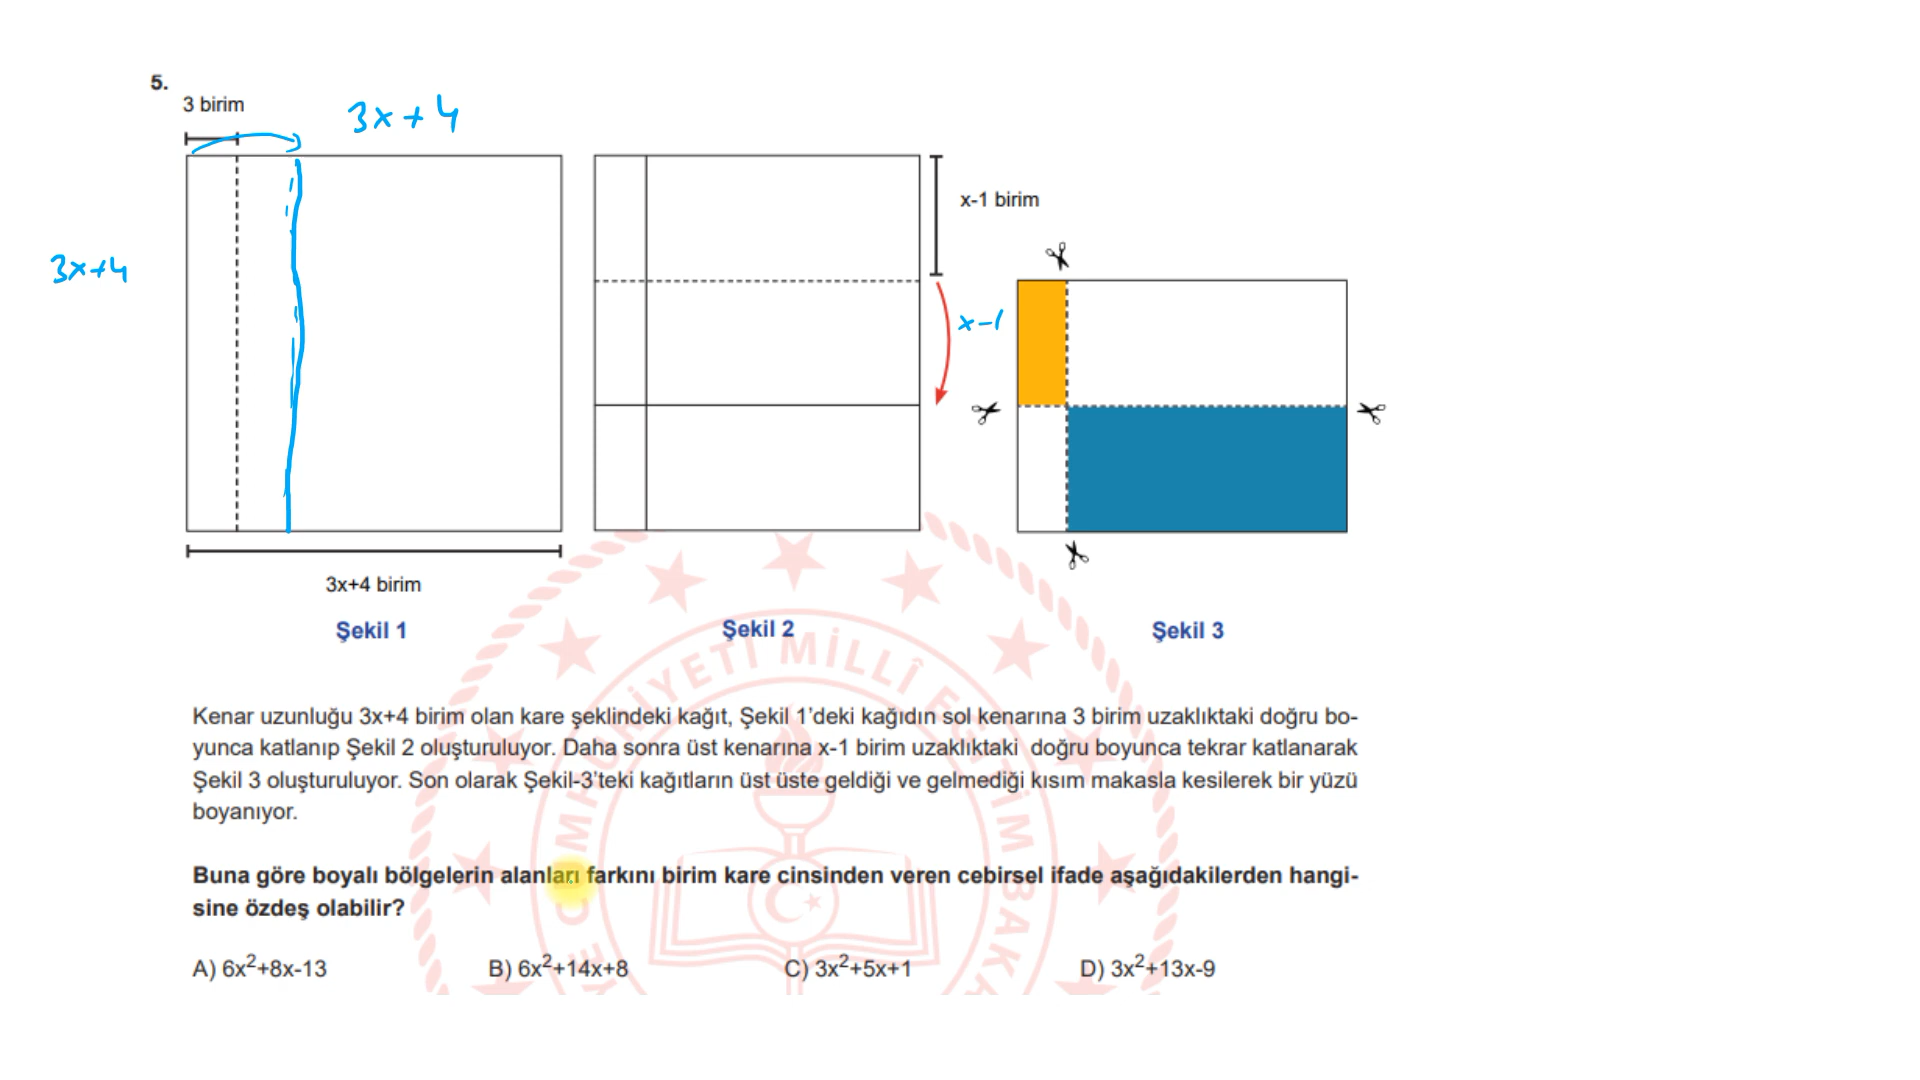 5.
3 birim
3x+4
3x+4
x-1 birim
x-1
3x+4 birim
Şekil 1
Şekil 2
Şekil 3
Kenar uzunluğu 3x+4 birim olan kare şeklindeki kağıt, Şekil 1'deki kağıdın sol kenarına 3 birim uzaklıktaki doğru bo-
yunca katlanıp Şekil 2 oluşturuluyor. Daha sonra üst kenarına x-1 birim uzaklıktaki doğru boyunca tekrar katlanarak
Şekil 3 oluşturuluyor. Son olarak Şekil-3'teki kağıtların üst üste geldiği ve gelmediği kısım makasla kesilerek bir yüzü
boyanıyor.
Buna göre boyalı bölgelerin alanları farkını birim kare cinsinden veren cebirsel ifade aşağıdakilerden hangi-
sine özdeş olabilir?
A) 6x²+8x-13
B) 6x²+14x+8
C) 3x²+5x+1
D) 3x²+13x-9